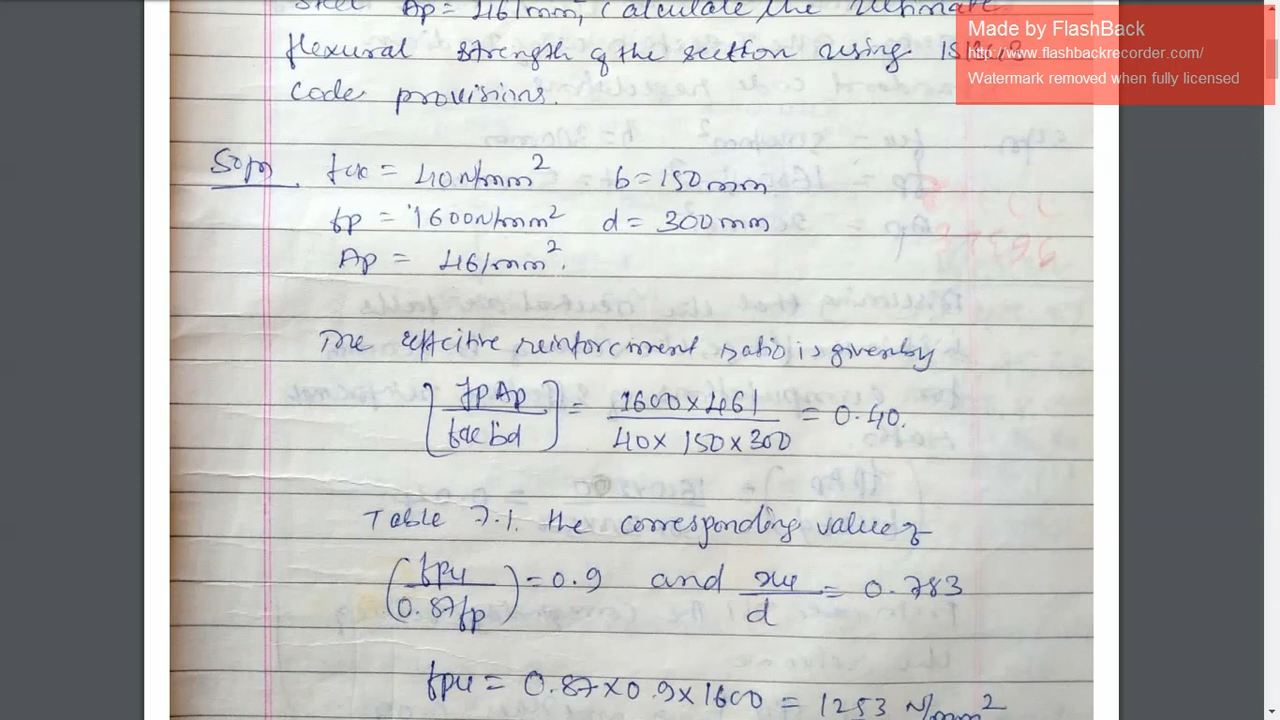 Steel Ap = 461mm², Calculate the ultimate
flexural strength of the section using IS1343
code provisions.
Made by FlashBack
http://www.flashbackrecorder.com/
Watermark removed when fully licensed
Soln. fck = 40N/mm² b = 150mm
fp = 1600N/mm² d = 300mm
Ap = 461mm².
The effective reinforcement ratio is given by
[fpAp / fck bd] = 1600 × 461 / 40 × 150 × 300 = 0.40.
Table 7.1. the corresponding value of
(fpu / 0.87fp) = 0.9 and xu / d = 0.783
fpu = 0.87 × 0.9 × 1600 = 1253 N/mm²